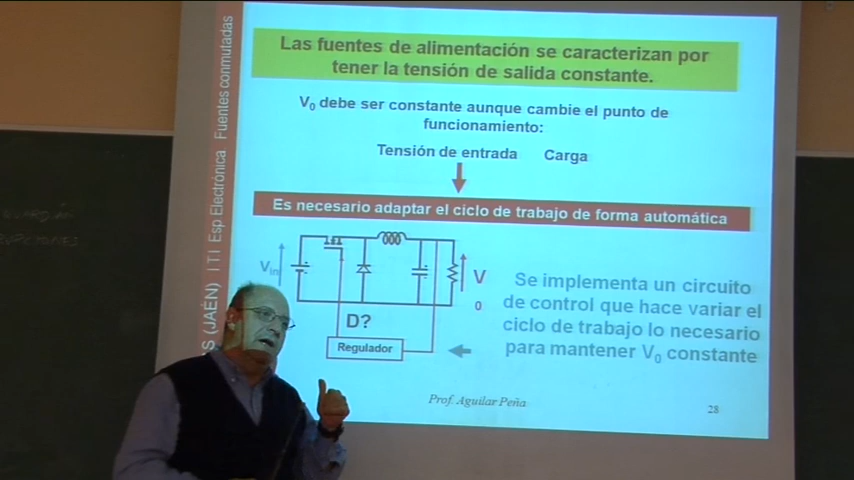 Las fuentes de alimentación se caracterizan por
tener la tensión de salida constante.
V0 debe ser constante aunque cambie el punto de
funcionamiento:
Tensión de entrada Carga
Es necesario adaptar el ciclo de trabajo de forma automática
Vin
V
0
D?
Regulador
Se implementa un circuito
de control que hace variar el
ciclo de trabajo lo necesario
para mantener V0 constante
Prof. Aguilar Peña
28
S (JAÉN) I T I Esp Electrónica Fuentes conmutadas